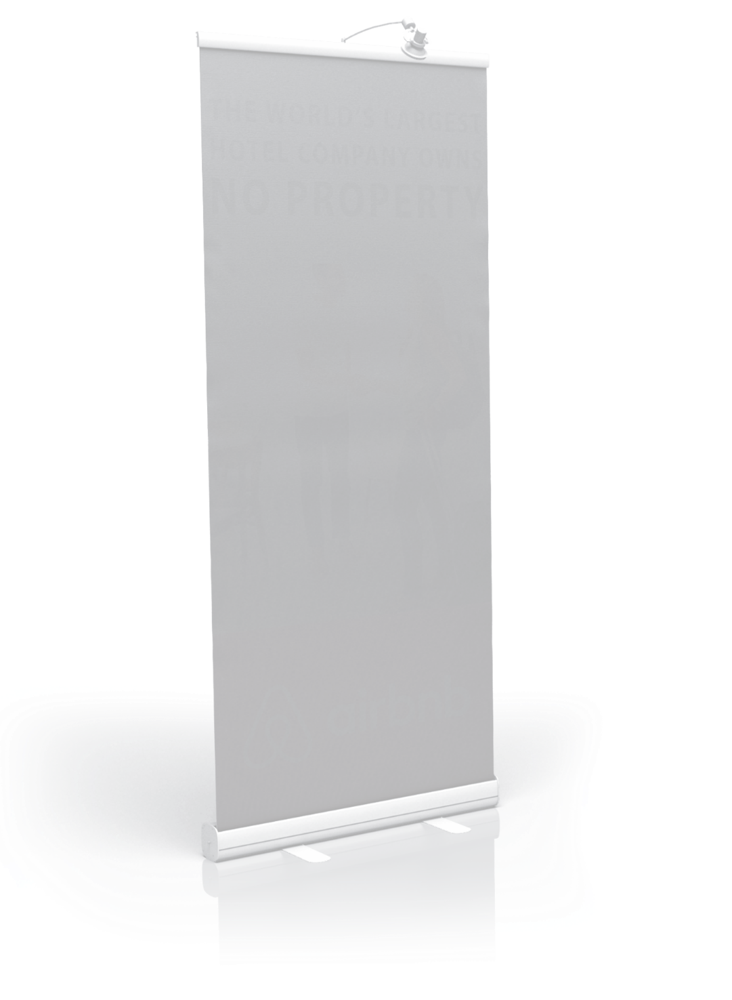 THE WORLD'S LARGEST
HOTEL COMPANY OWNS
NO PROPERTY